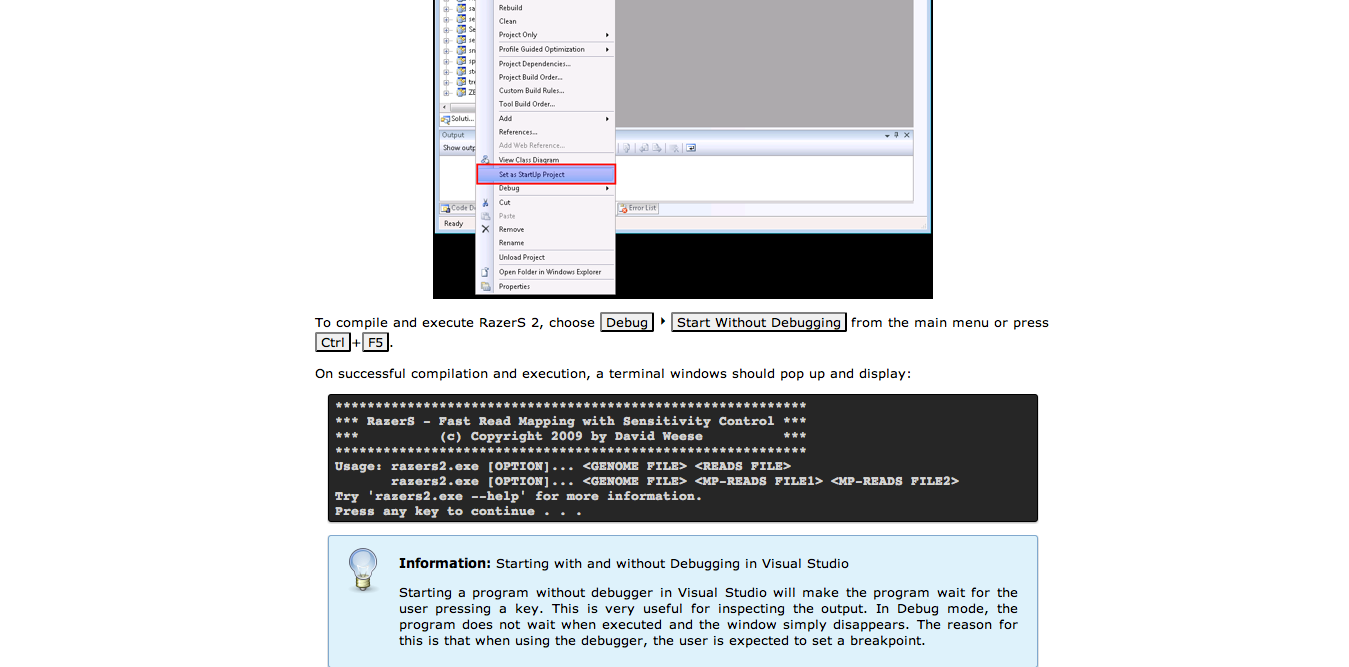 Rebuild
Clean
Project Only
Profile Guided Optimization
Project Dependencies...
Project Build Order...
Custom Build Rules...
Tool Build Order...
Add
Soluti...
References...
Output
Add Web Reference...
Show outp
View Class Diagram
Set as StartUp Project
Debug
Cut
Code D
Error List
Paste
Ready
Remove
Rename
Unload Project
Open Folder in Windows Explorer
Properties
To compile and execute RazerS 2, choose Debug Start Without Debugging from the main menu or press
Ctrl+F5.
On successful compilation and execution, a terminal windows should pop up and display:
***********************************************************
*** RazerS - Fast Read Mapping with Sensitivity Control ***
*** (c) Copyright 2009 by David Weese ***
***********************************************************
Usage: razers2.exe [OPTION]... <GENOME FILE> <READS FILE>
razers2.exe [OPTION]... <GENOME FILE> <MP-READS FILE1> <MP-READS FILE2>
Try 'razers2.exe --help' for more information.
Press any key to continue . . .
Information: Starting with and without Debugging in Visual Studio
Starting a program without debugger in Visual Studio will make the program wait for the
user pressing a key. This is very useful for inspecting the output. In Debug mode, the
program does not wait when executed and the window simply disappears. The reason for
this is that when using the debugger, the user is expected to set a breakpoint.